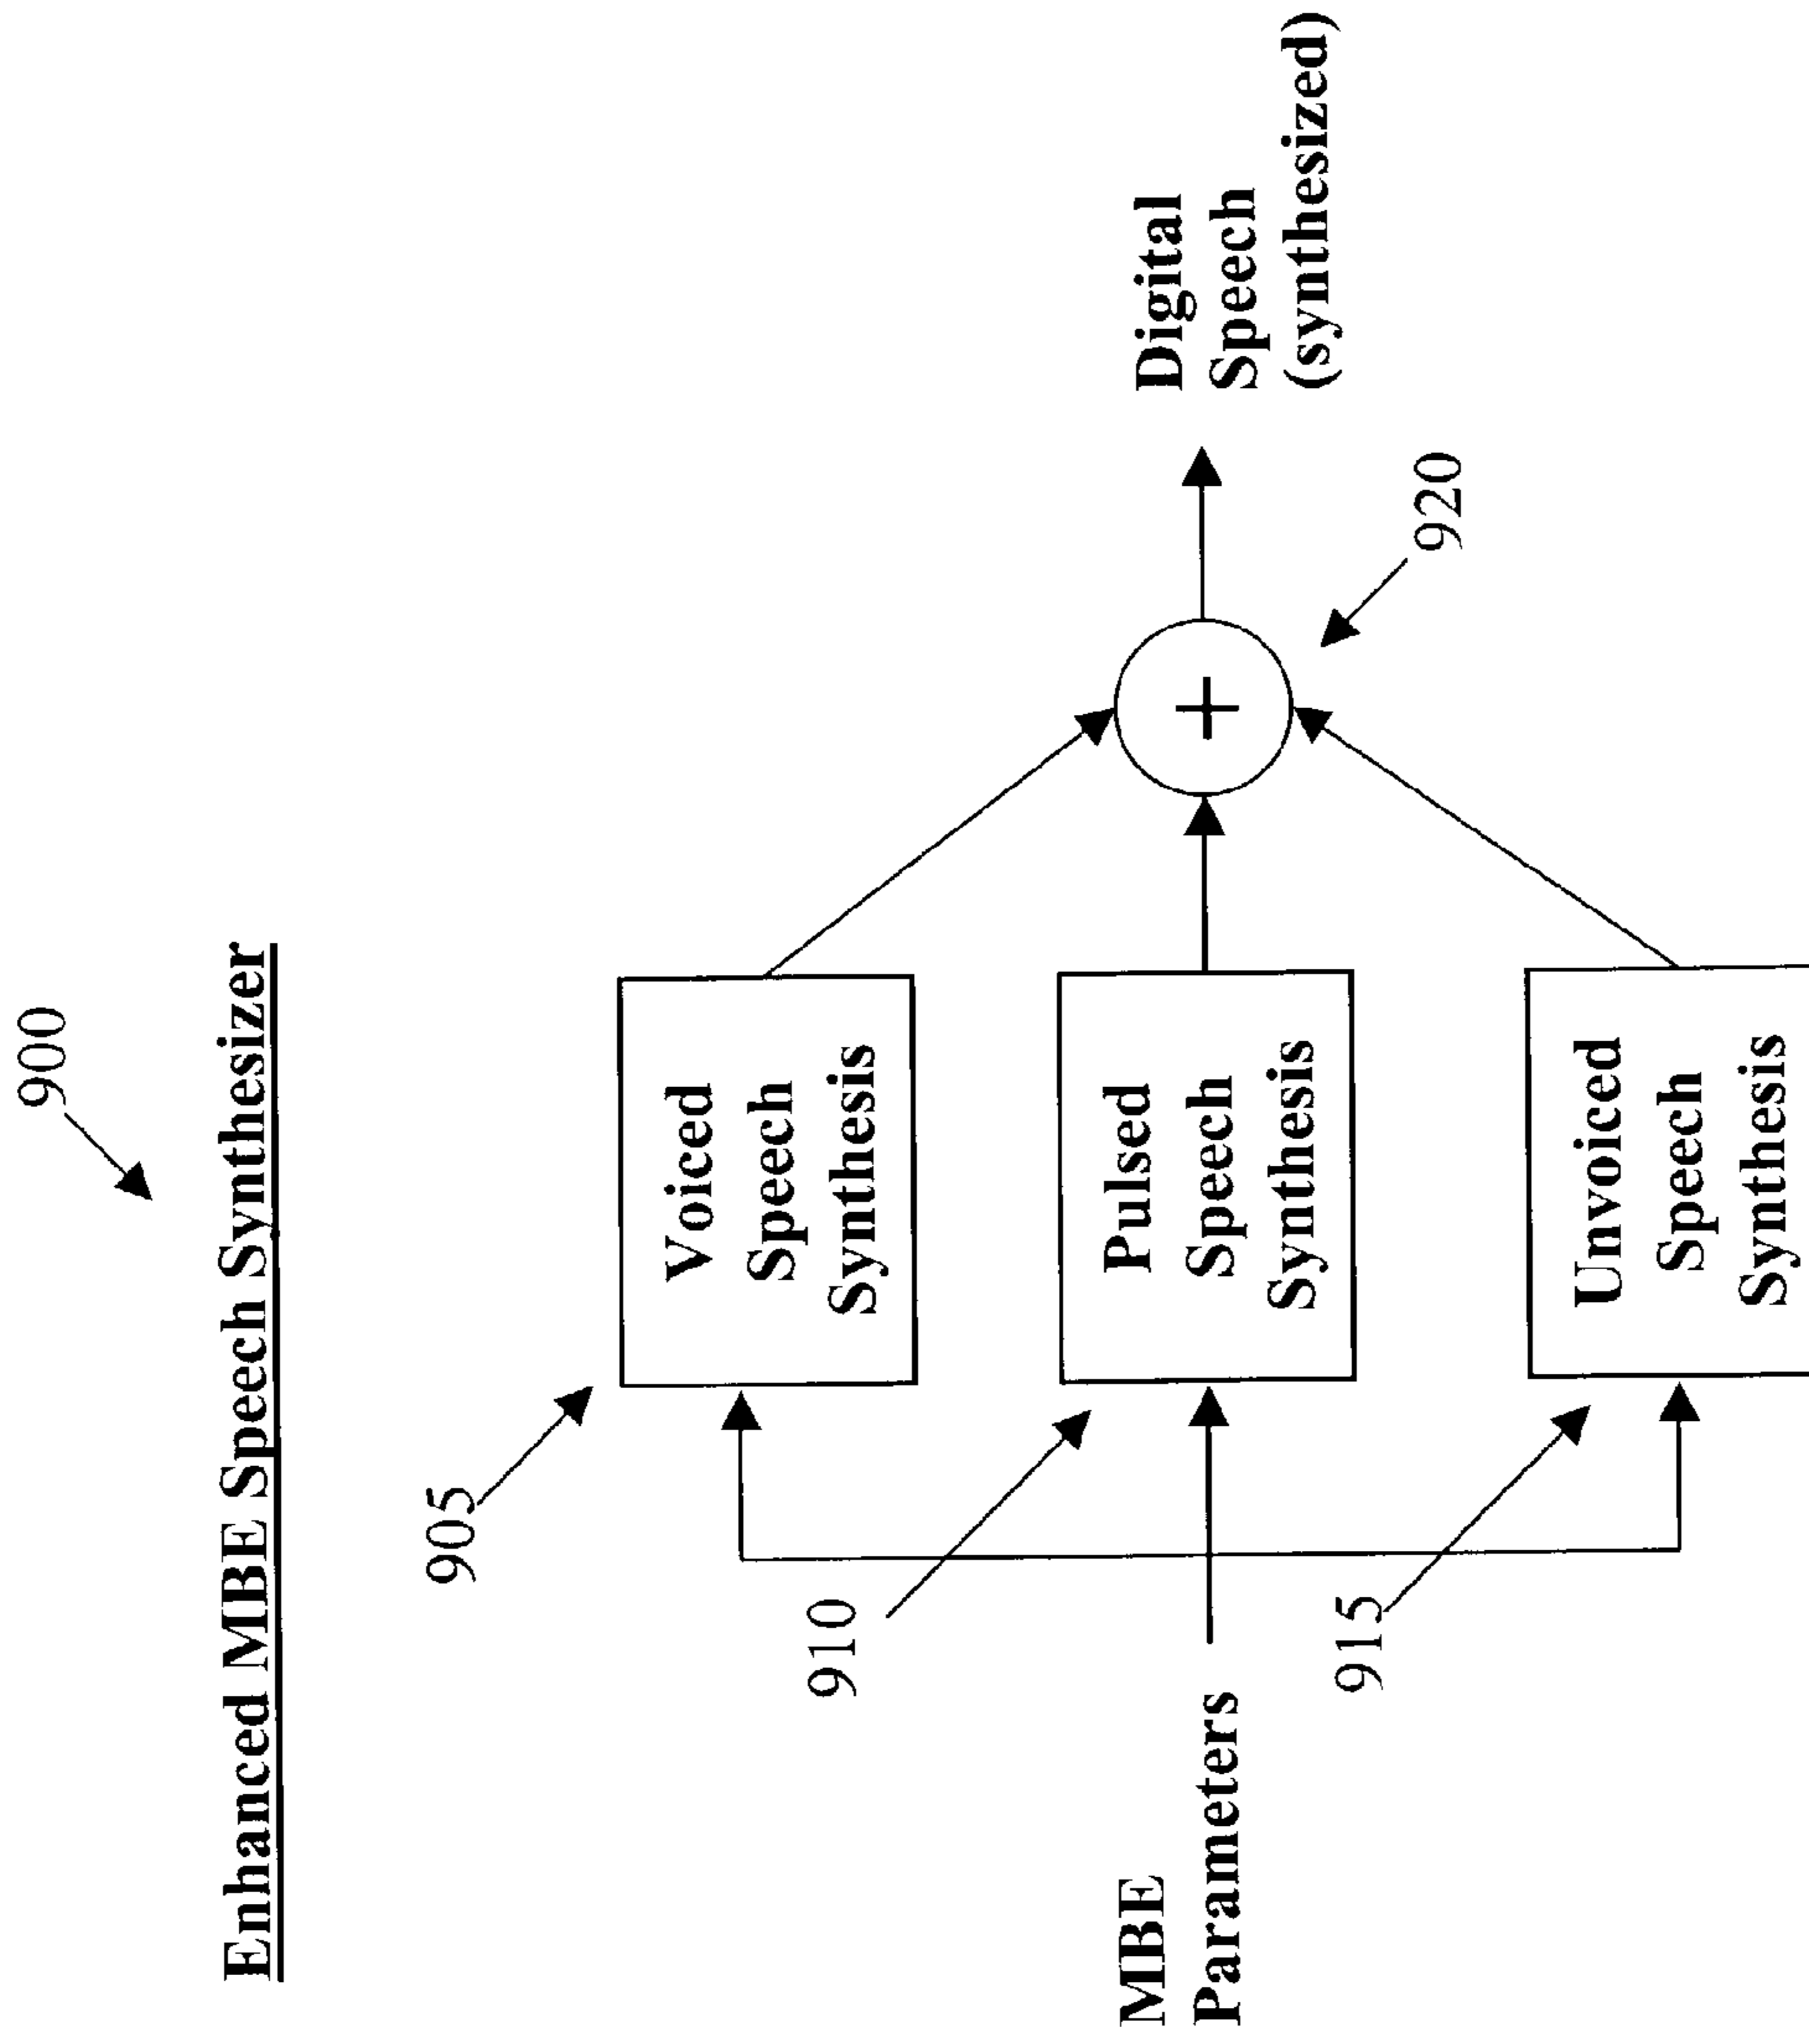 900
Enhanced MBE Speech Synthesizer
905
Voiced
Speech
Synthesis
910
MBE
Parameters
Pulsed
Speech
Synthesis
+
Digital
Speech
(synthesized)
920
915
Unvoiced
Speech
Synthesis